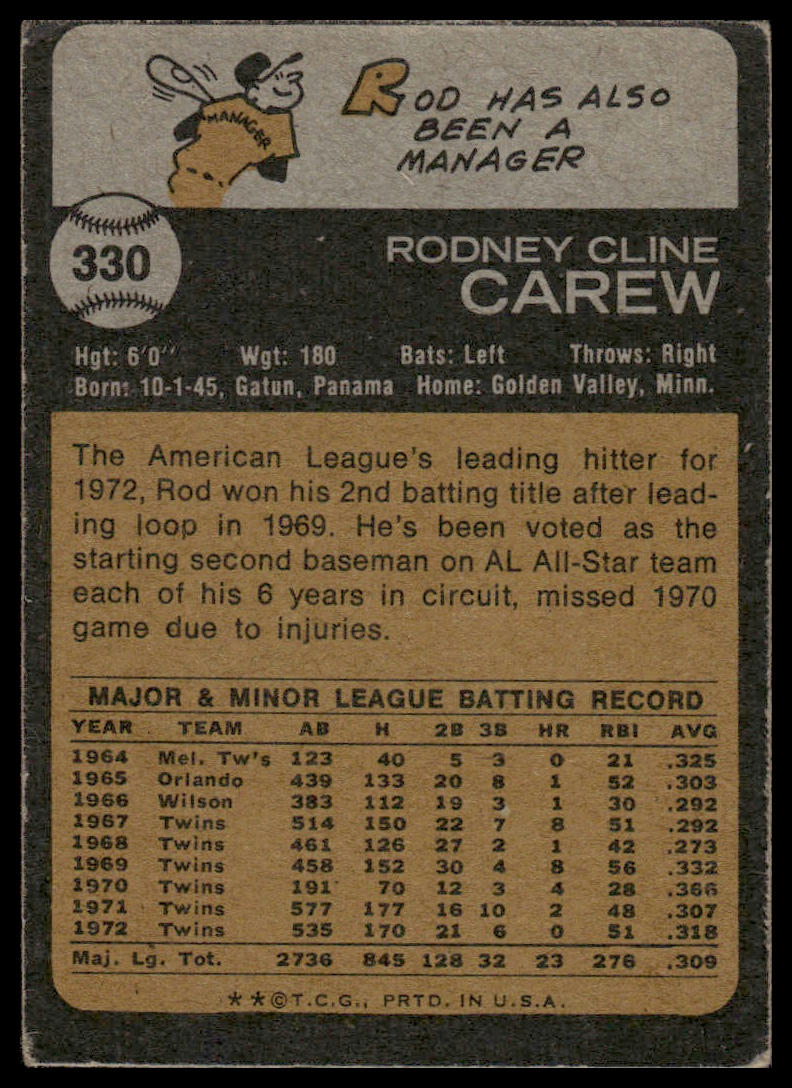 MANAGER
ROD HAS ALSO
BEEN A
MANAGER
330
RODNEY CLINE
CAREW
Hgt: 6'0" Wgt: 180 Bats: Left Throws: Right
Born: 10-1-45, Gatun, Panama Home: Golden Valley, Minn.
The American League's leading hitter for
1972, Rod won his 2nd batting title after lead-
ing loop in 1969. He's been voted as the
starting second baseman on AL All-Star team
each of his 6 years in circuit, missed 1970
game due to injuries.
MAJOR & MINOR LEAGUE BATTING RECORD
YEAR TEAM AB H 2B 3B HR RBI AVG
1964 Mel. Tw's 123 40 5 3 0 21 .325
1965 Orlando 439 133 20 8 1 52 .303
1966 Wilson 383 112 19 3 1 30 .292
1967 Twins 514 150 22 7 8 51 .292
1968 Twins 461 126 27 2 1 42 .273
1969 Twins 458 152 30 4 8 56 .332
1970 Twins 191 70 12 3 4 28 .366
1971 Twins 577 177 16 10 2 48 .307
1972 Twins 535 170 21 6 0 51 .318
Maj. Lg. Tot. 2736 845 128 32 23 276 .309
**©T.C.G., PRTD. IN U.S.A.